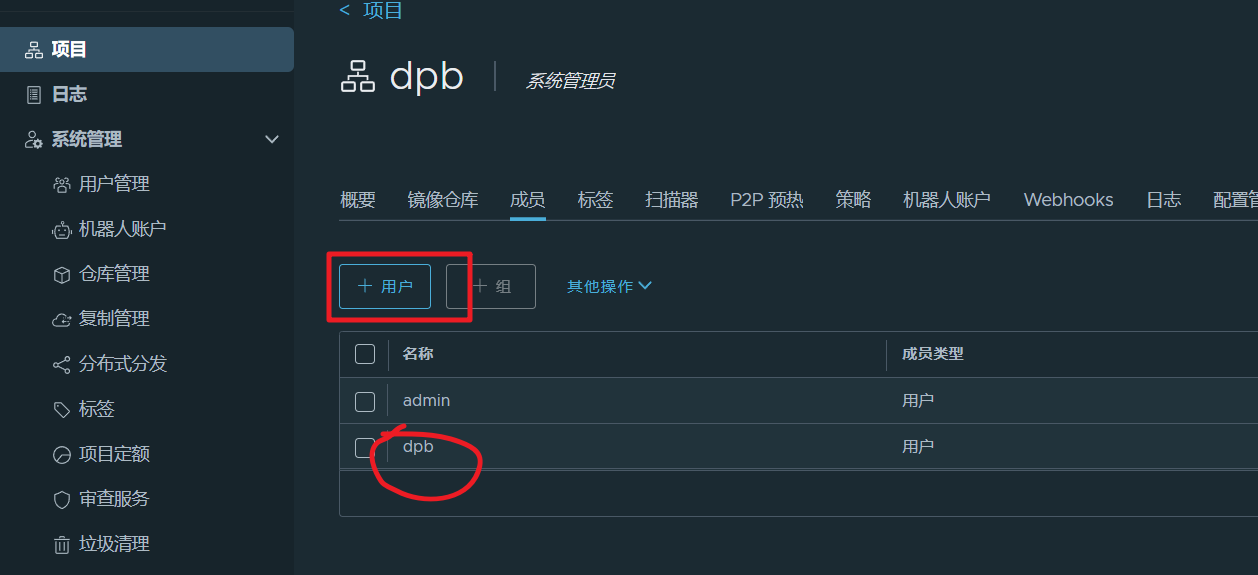 < 项目
项目
dpb
系统管理员
日志
系统管理
概要 镜像仓库 成员 标签 扫描器 P2P 预热 策略 机器人账户 Webhooks 日志 配置管
用户管理
机器人账户
仓库管理
+ 用户 + 组 其他操作
复制管理
名称 成员类型
分布式分发
admin 用户
标签
dpb 用户
项目定额
审查服务
垃圾清理